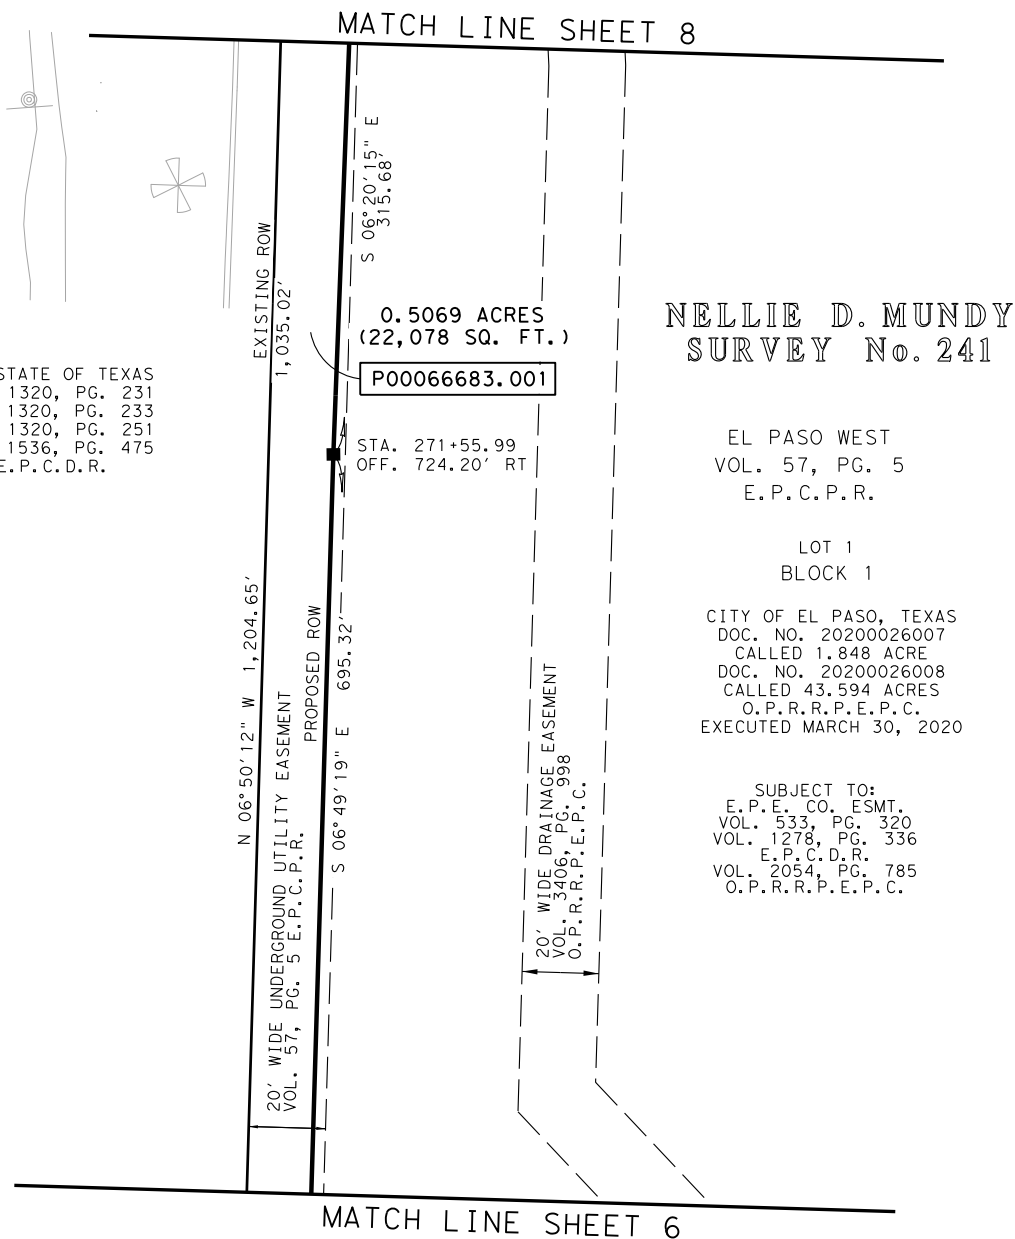 MATCH LINE SHEET 8
S 06°20'15" E
315.68'
EXISTING ROW
1,035.02'
0.5069 ACRES
(22,078 SQ. FT.)
P00066683.001
NELLIE D. MUNDY
SURVEY No. 241
STATE OF TEXAS
1320, PG. 231
1320, PG. 233
1320, PG. 251
1536, PG. 475
E.P.C.D.R.
STA. 271+55.99
OFF. 724.20' RT
EL PASO WEST
VOL. 57, PG. 5
E.P.C.P.R.
LOT 1
BLOCK 1
CITY OF EL PASO, TEXAS
DOC. NO. 20200026007
CALLED 1.848 ACRE
DOC. NO. 20200026008
CALLED 43.594 ACRES
O.P.R.R.P.E.P.C.
EXECUTED MARCH 30, 2020
SUBJECT TO:
E.P.E. CO. ESMT.
VOL. 533, PG. 320
VOL. 1278, PG. 336
E.P.C.D.R.
VOL. 2054, PG. 785
O.P.R.R.P.E.P.C.
N 06°50'12" W 1,204.65'
PROPOSED ROW
S 06°49'19" E 695.32'
20' WIDE UNDERGROUND UTILITY EASEMENT
VOL. 57, PG. 5 E.P.C.P.R.
20' WIDE DRAINAGE EASEMENT
VOL. 3406, PG. 998
O.P.R.R.P.E.P.C.
MATCH LINE SHEET 6